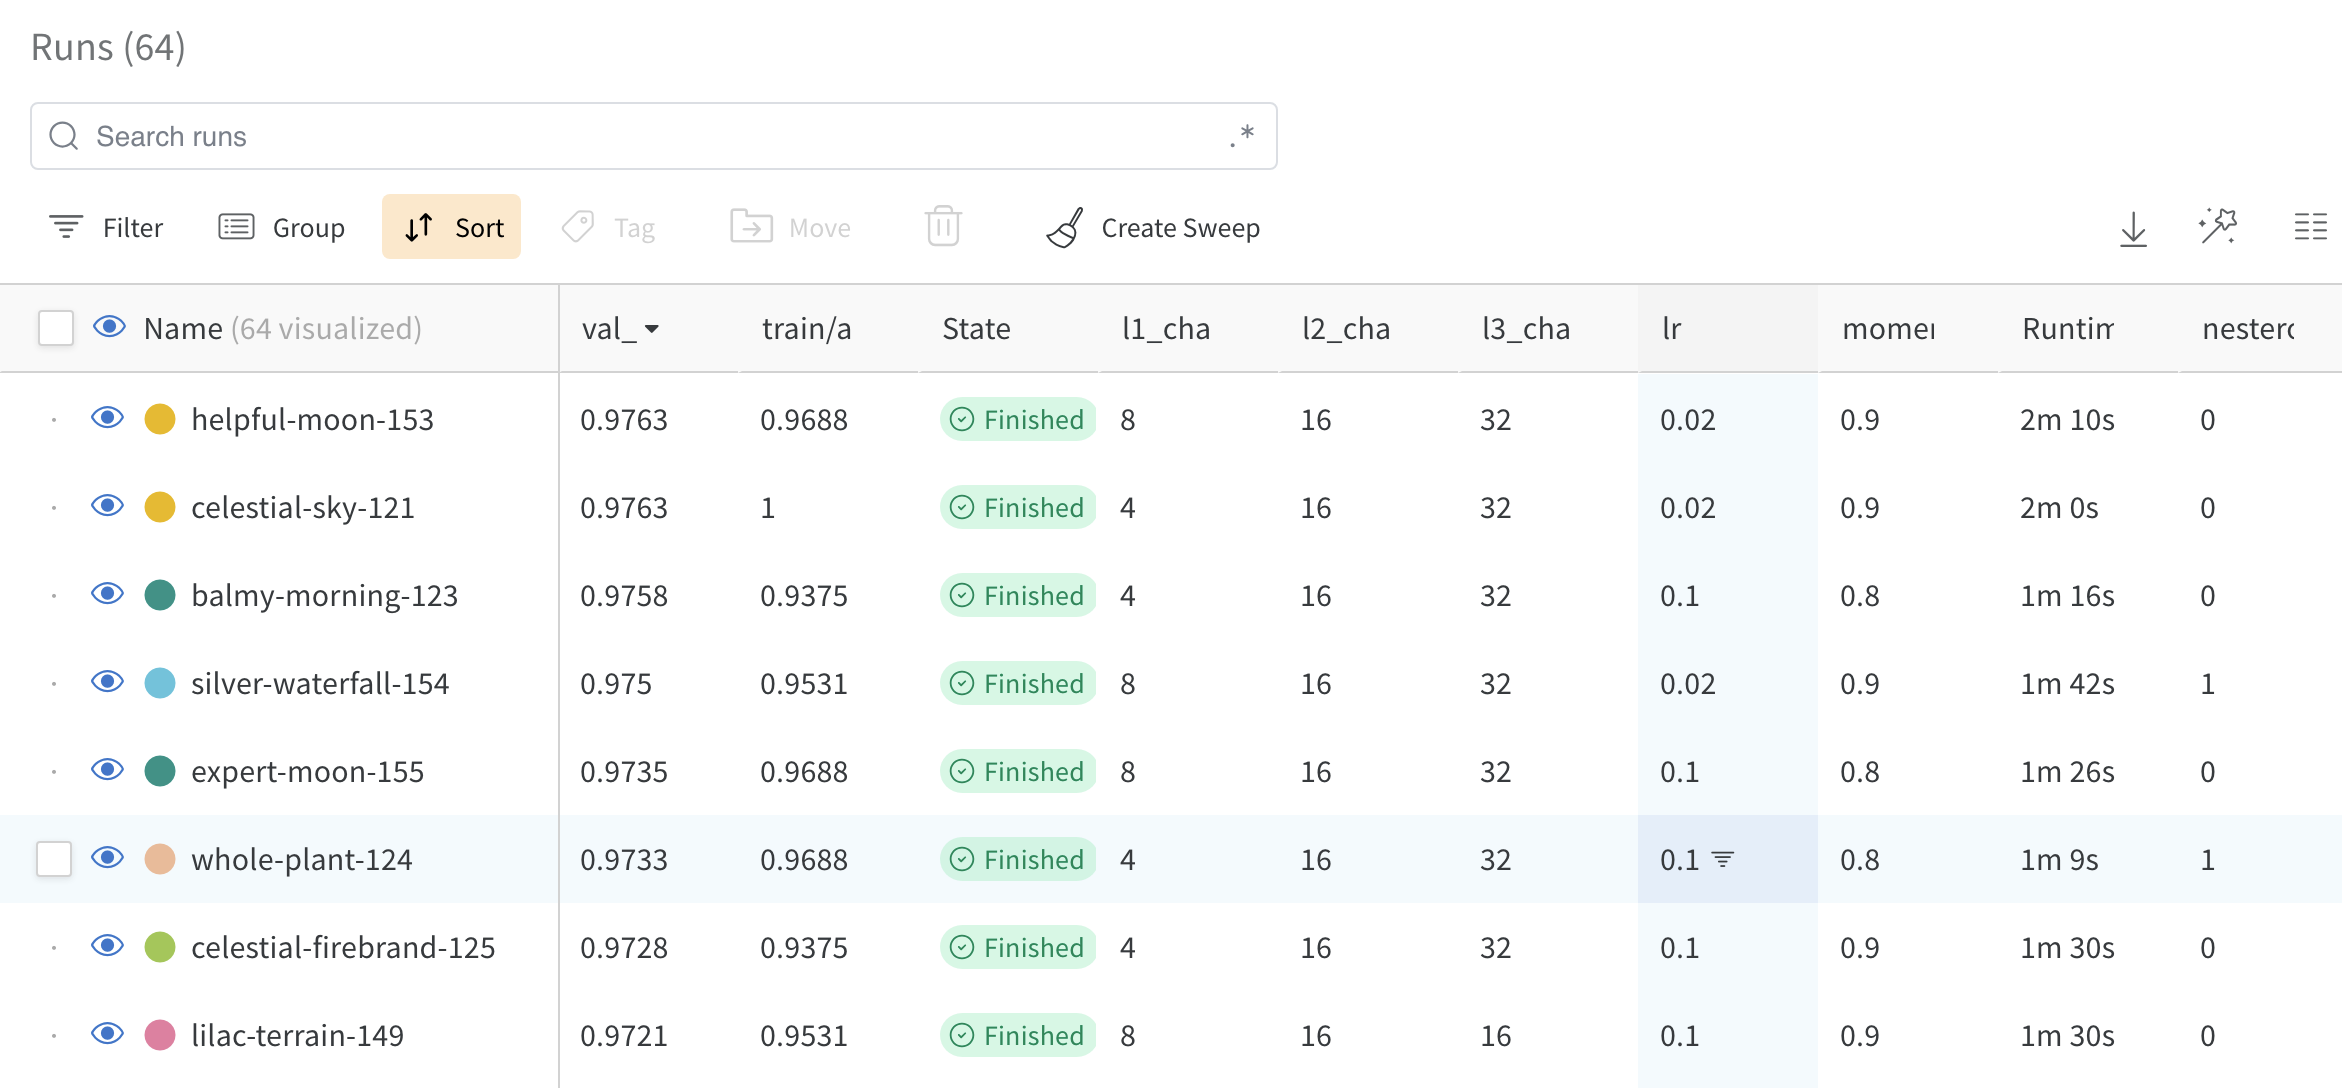 Runs (64)
Search runs .*
Filter Group Sort Tag Move Create Sweep
Name (64 visualized) val_ train/a State l1_cha l2_cha l3_cha lr momen Runtim nestero
helpful-moon-153 0.9763 0.9688 Finished 8 16 32 0.02 0.9 2m 10s 0
celestial-sky-121 0.9763 1 Finished 4 16 32 0.02 0.9 2m 0s 0
balmy-morning-123 0.9758 0.9375 Finished 4 16 32 0.1 0.8 1m 16s 0
silver-waterfall-154 0.975 0.9531 Finished 8 16 32 0.02 0.9 1m 42s 1
expert-moon-155 0.9735 0.9688 Finished 8 16 32 0.1 0.8 1m 26s 0
whole-plant-124 0.9733 0.9688 Finished 4 16 32 0.1 0.8 1m 9s 1
celestial-firebrand-125 0.9728 0.9375 Finished 4 16 32 0.1 0.9 1m 30s 0
lilac-terrain-149 0.9721 0.9531 Finished 8 16 16 0.1 0.9 1m 30s 0